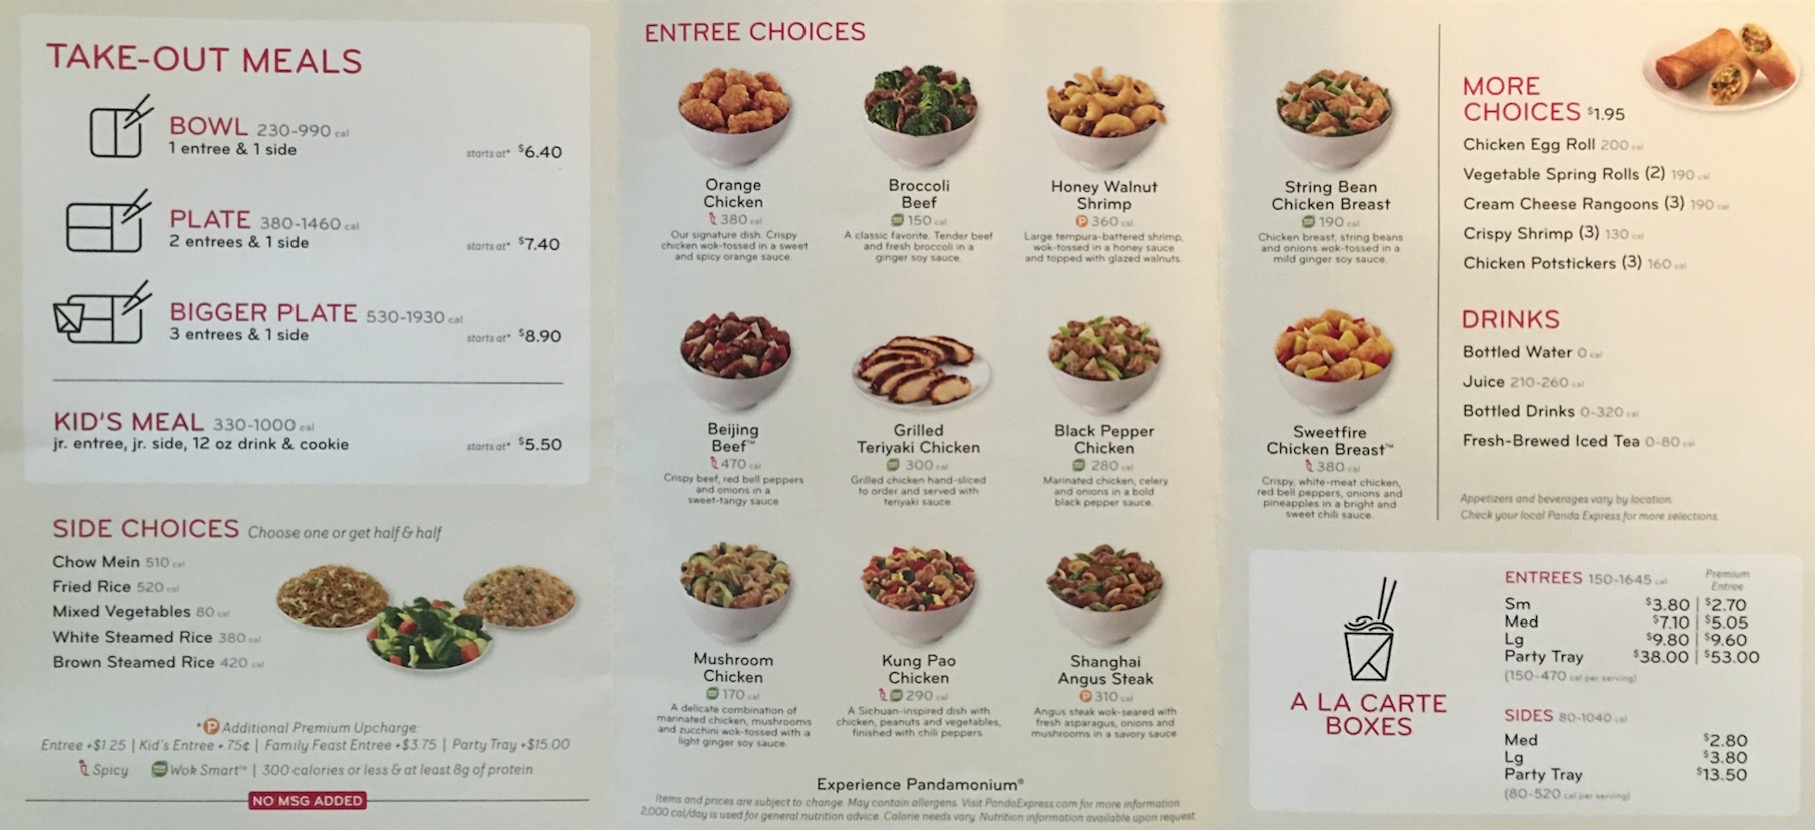 TAKE-OUT MEALS
BOWL 230-990 cal
1 entree & 1 side
starts at* $6.40
PLATE 380-1460 cal
2 entrees & 1 side
starts at* $7.40
BIGGER PLATE 530-1930 cal
3 entrees & 1 side
starts at* $8.90
KID'S MEAL 330-1000 cal
jr. entree, jr. side, 12 oz drink & cookie
starts at* $5.50
SIDE CHOICES Choose one or get half & half
Chow Mein 510 cal
Fried Rice 520 cal
Mixed Vegetables 80 cal
White Steamed Rice 380 cal
Brown Steamed Rice 420 cal
*P Additional Premium Upcharge:
Entree +$1.25 | Kid's Entree +.75¢ | Family Feast Entree +$3.75 | Party Tray +$15.00
Spicy Wok Smart™ | 300 calories or less & at least 8g of protein
NO MSG ADDED
ENTREE CHOICES
Orange
Chicken
380 cal
Our signature dish. Crispy
chicken wok-tossed in a sweet
and spicy orange sauce.
Broccoli
Beef
150 cal
A classic favorite. Tender beef
and fresh broccoli in a
ginger soy sauce.
Honey Walnut
Shrimp
P 360 cal
Large tempura-battered shrimp,
wok-tossed in a honey sauce
and topped with glazed walnuts.
String Bean
Chicken Breast
190 cal
Chicken breast, string beans
and onions wok-tossed in a
mild ginger soy sauce.
Beijing
Beef™
470 cal
Crispy beef, red bell peppers
and onions in a
sweet-tangy sauce
Grilled
Teriyaki Chicken
300 cal
Grilled chicken hand-sliced
to order and served with
teriyaki sauce.
Black Pepper
Chicken
280 cal
Marinated chicken, celery
and onions in a bold
black pepper sauce.
Sweetfire
Chicken Breast™
380 cal
Crispy, white-meat chicken,
red bell peppers, onions and
pineapples in a bright and
sweet chili sauce.
Mushroom
Chicken
170 cal
A delicate combination of
marinated chicken, mushrooms
and zucchini wok-tossed with a
light ginger soy sauce.
Kung Pao
Chicken
290 cal
A Sichuan-inspired dish with
chicken, peanuts and vegetables,
finished with chili peppers.
Shanghai
Angus Steak
P 310 cal
Angus steak wok-seared with
fresh asparagus, onions and
mushrooms in a savory sauce.
Experience Pandamonium®
Items and prices are subject to change. May contain allergens. Visit PandaExpress.com for more information.
2,000 cal/day is used for general nutrition advice. Calorie needs vary. Nutrition information available upon request.
MORE
CHOICES $1.95
Chicken Egg Roll 200 cal
Vegetable Spring Rolls (2) 190 cal
Cream Cheese Rangoons (3) 190 cal
Crispy Shrimp (3) 130 cal
Chicken Potstickers (3) 160 cal
DRINKS
Bottled Water 0 cal
Juice 210-260 cal
Bottled Drinks 0-320 cal
Fresh-Brewed Iced Tea 0-80 cal
Appetizers and beverages vary by location.
Check your local Panda Express for more selections.
A LA CARTE
BOXES
ENTREES 150-1645 cal
Premium
Entree
Sm $3.80 | $2.70
Med $7.10 | $5.05
Lg $9.80 | $9.60
Party Tray $38.00 | $53.00
(150-470 cal per serving)
SIDES 80-1040 cal
Med $2.80
Lg $3.80
Party Tray $13.50
(80-520 cal per serving)